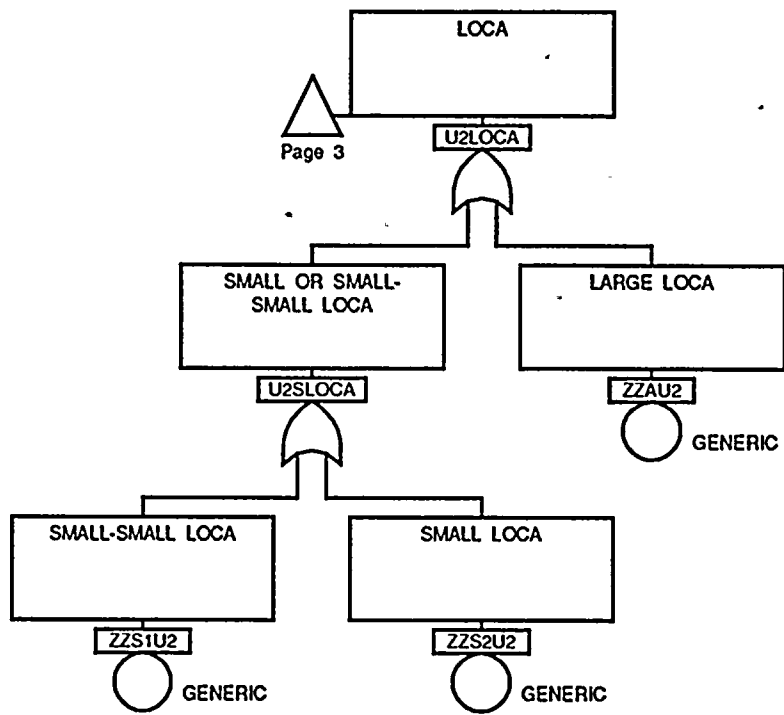 LOCA
Page 3
U2LOCA
SMALL OR SMALL-
SMALL LOCA
LARGE LOCA
U2SLOCA
ZZAU2
GENERIC
SMALL-SMALL LOCA
SMALL LOCA
ZZS1U2
ZZS2U2
GENERIC
GENERIC